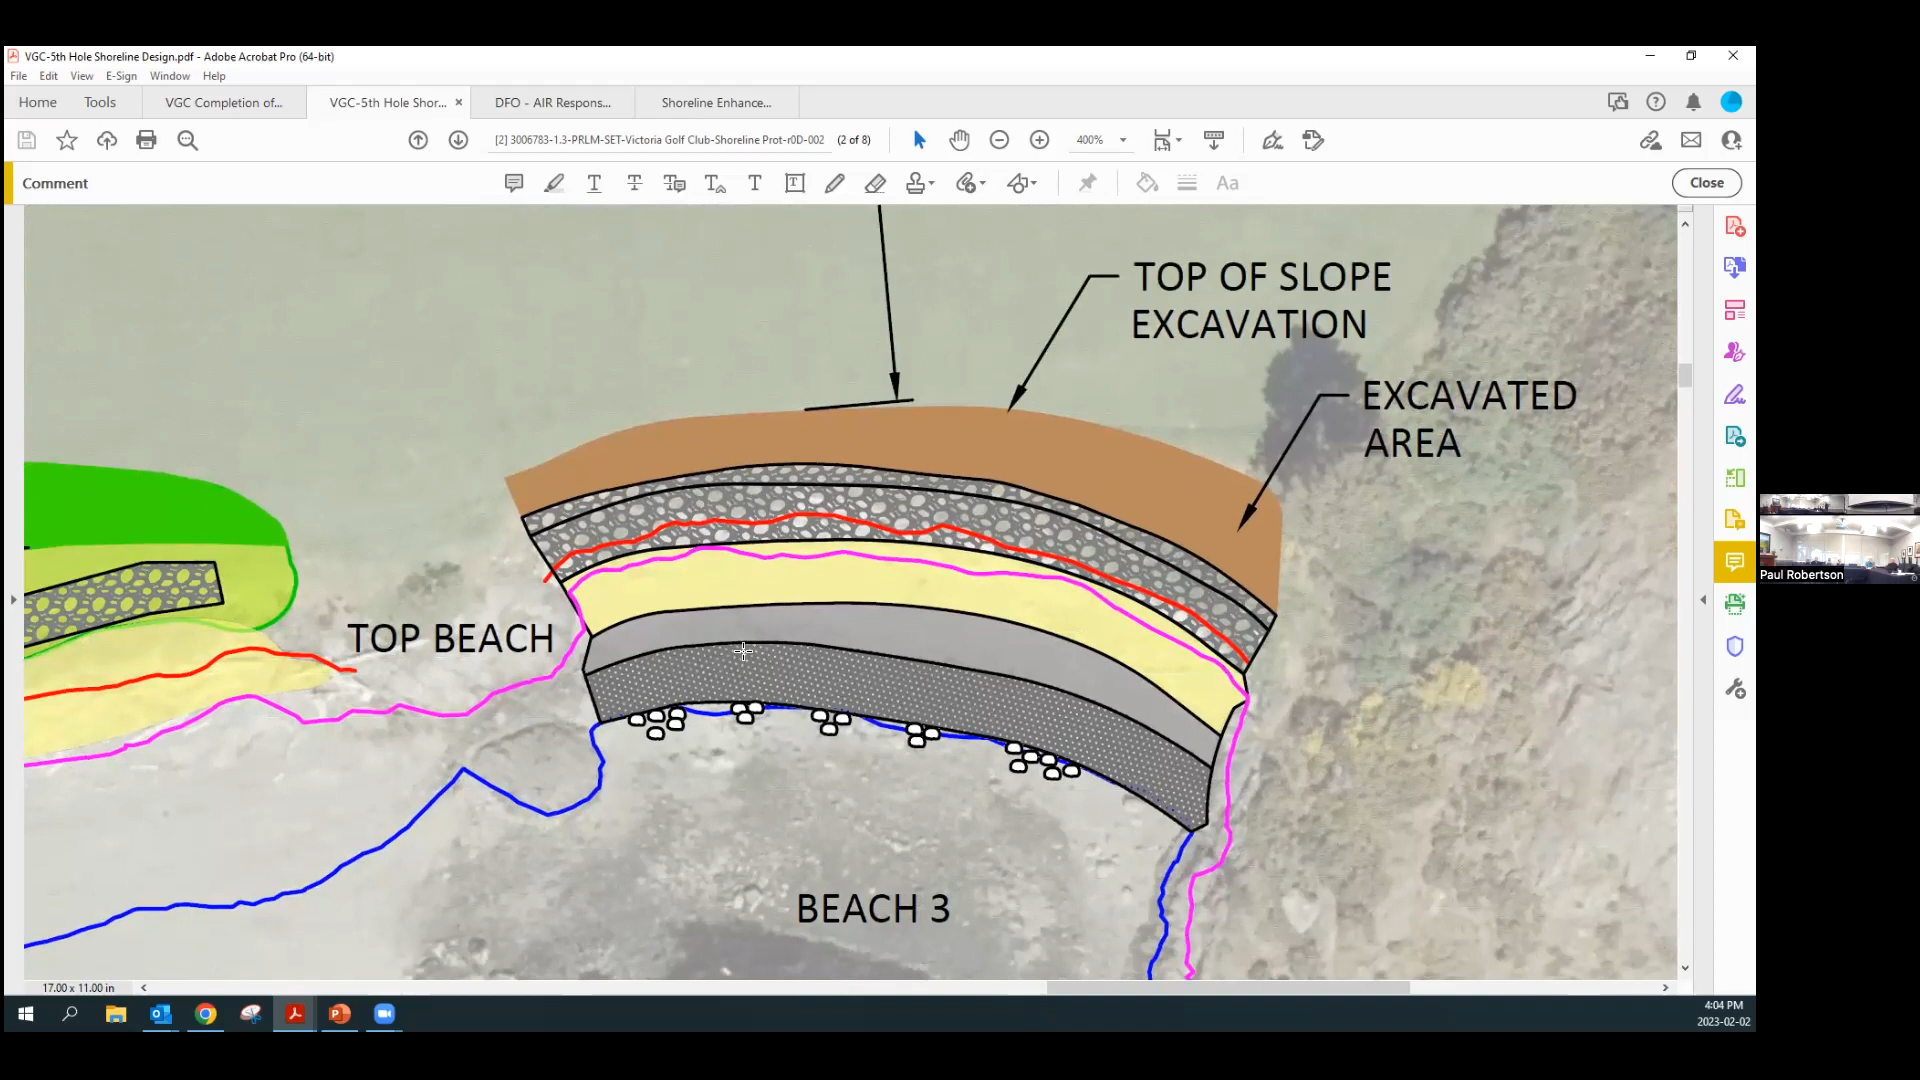 VGC-5th Hole Shoreline Design.pdf - Adobe Acrobat Pro (64-bit)
File Edit View E-Sign Window Help
Home Tools VGC Completion of... VGC-5th Hole Shor... × DFO - AIR Respons... Shoreline Enhance...
[2] 3006783-1.3-PRLM-SET-Victoria Golf Club-Shoreline Prot-r0D-002 (2 of 8) 400%
Comment Close
TOP OF SLOPE
EXCAVATION
EXCAVATED
AREA
Paul Robertson
TOP BEACH
BEACH 3
17.00 x 11.00 in
4:04 PM
2023-02-02